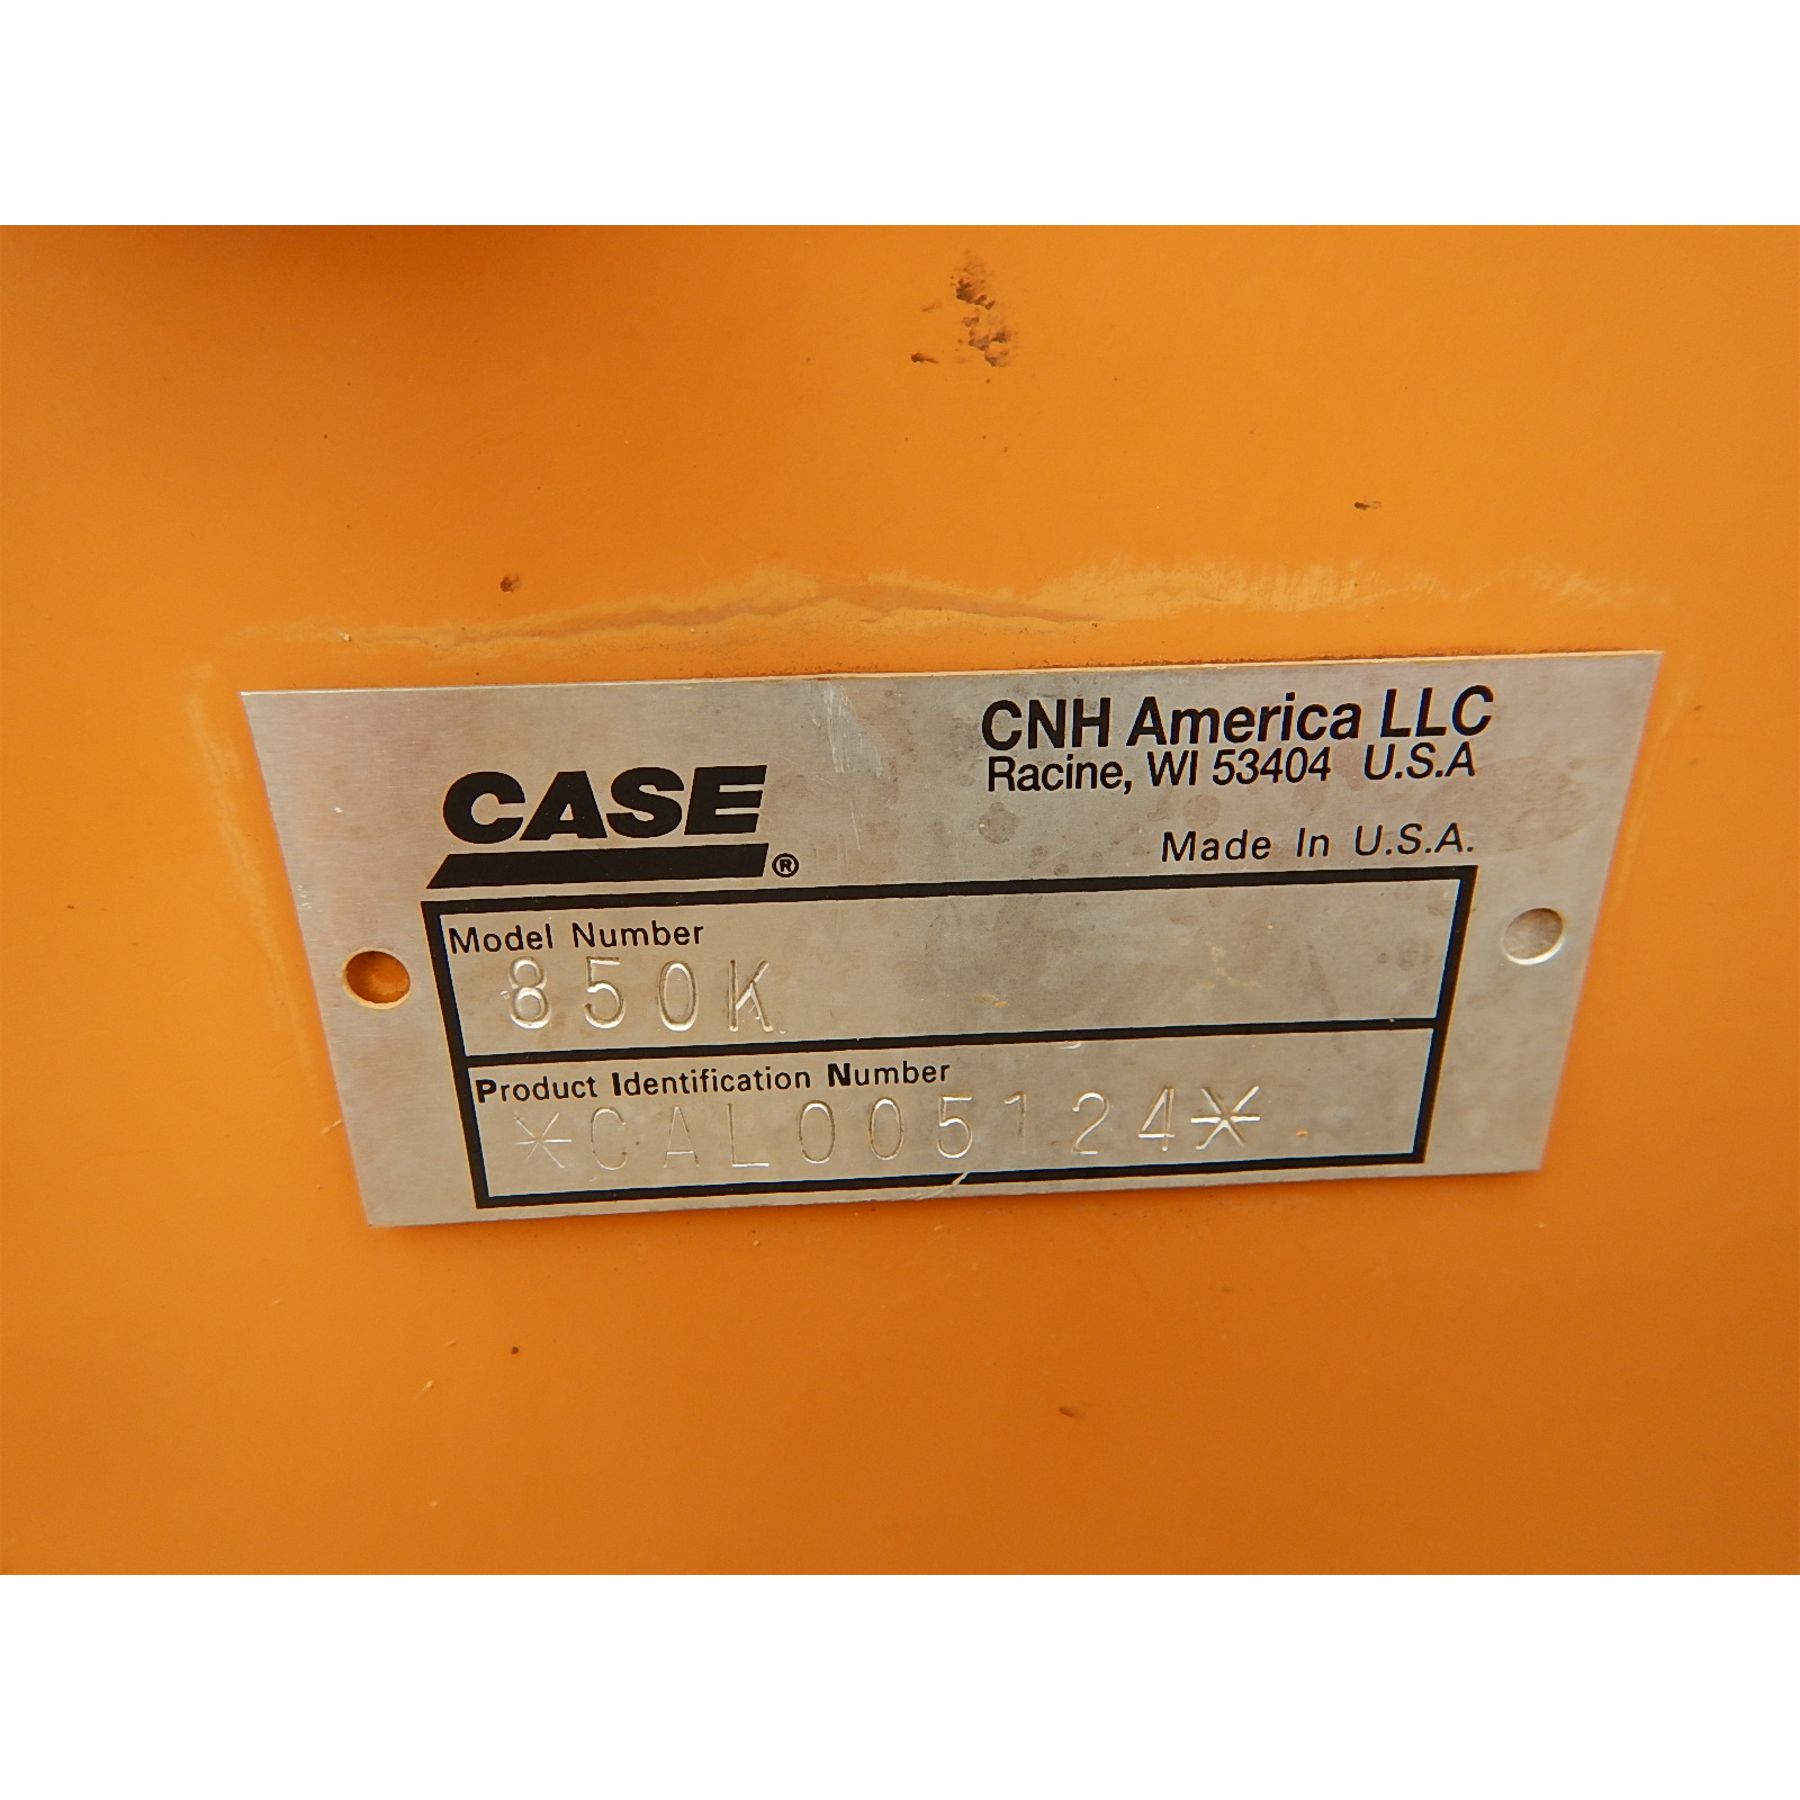 CNH America LLC
Racine, WI 53404 U.S.A
CASE®
Made In U.S.A.
Model Number
850K
Product Identification Number
*CAL005124*